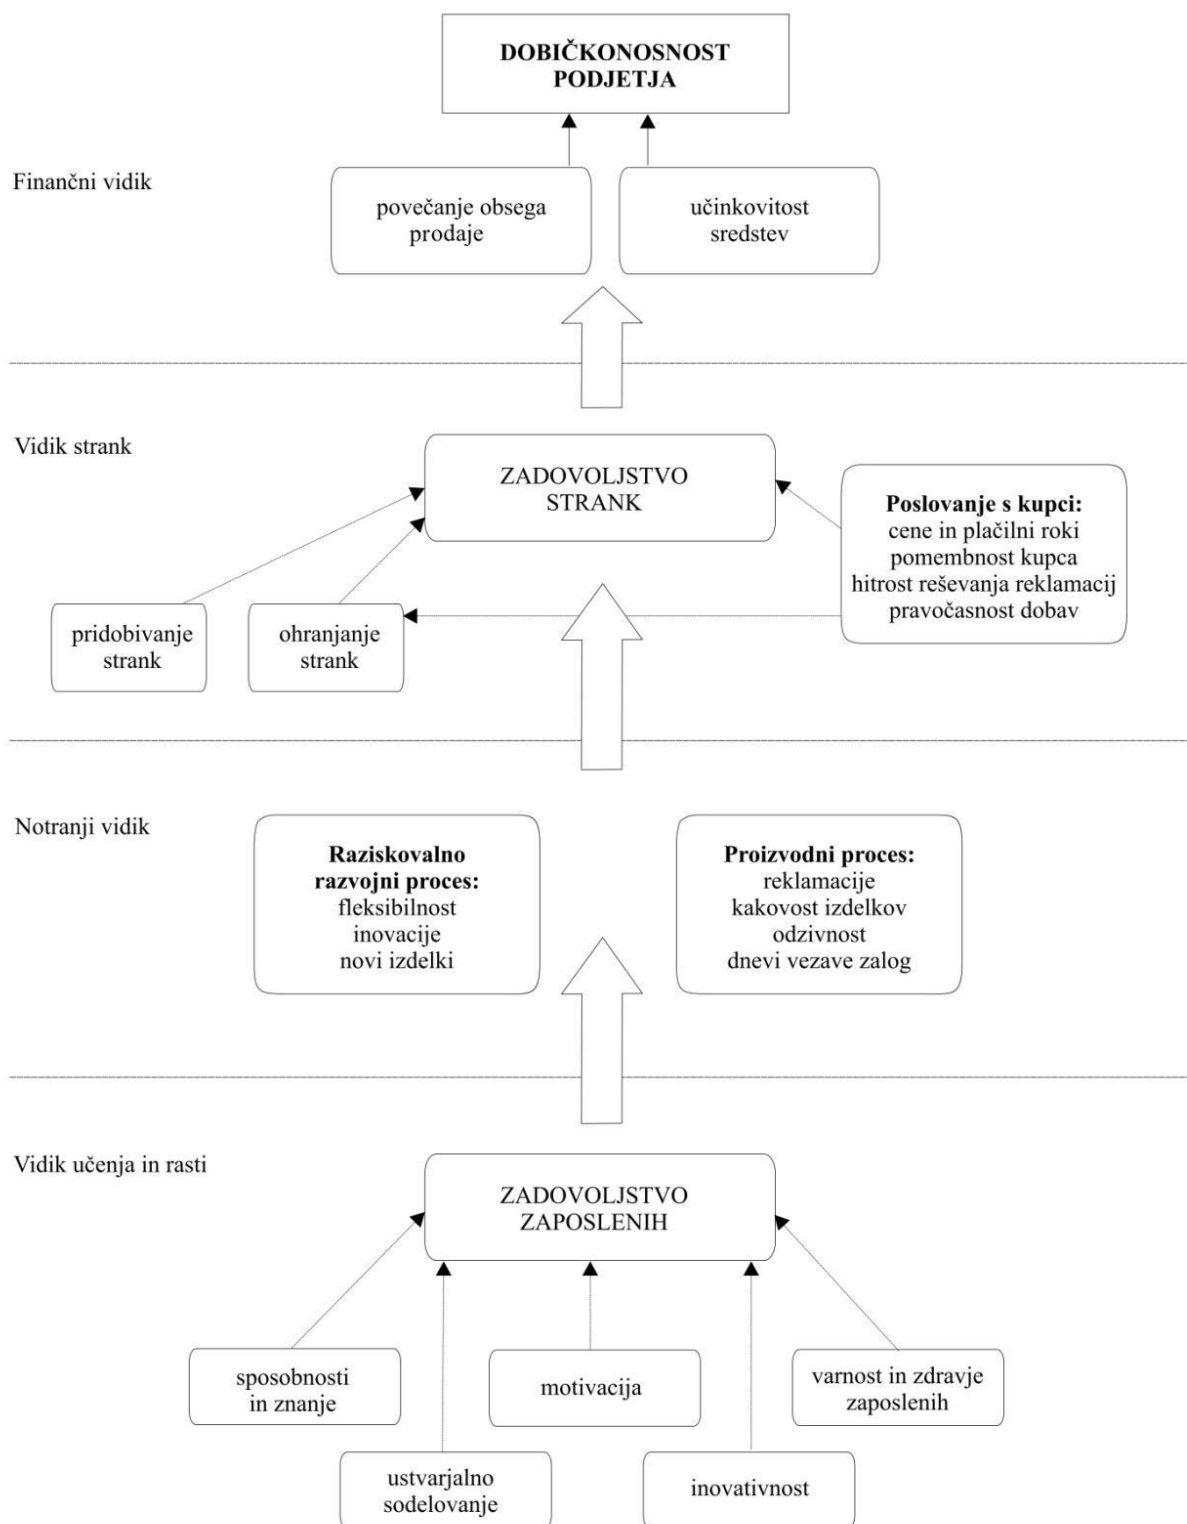 DOBIČKONOSNOST
PODJETJA
Finančni vidik
povečanje obsega
prodaje
učinkovitost
sredstev
Vidik strank
ZADOVOLJSTVO
STRANK
Poslovanje s kupci:
cene in plačilni roki
pomembnost kupca
hitrost reševanja reklamacij
pravočasnost dobav
pridobivanje
strank
ohranjanje
strank
Notranji vidik
Raziskovalno
razvojni proces:
fleksibilnost
inovacije
novi izdelki
Proizvodni proces:
reklamacije
kakovost izdelkov
odzivnost
dnevi vezave zalog
Vidik učenja in rasti
ZADOVOLJSTVO
ZAPOSLENIH
sposobnosti
in znanje
motivacija
varnost in zdravje
zaposlenih
ustvarjalno
sodelovanje
inovativnost